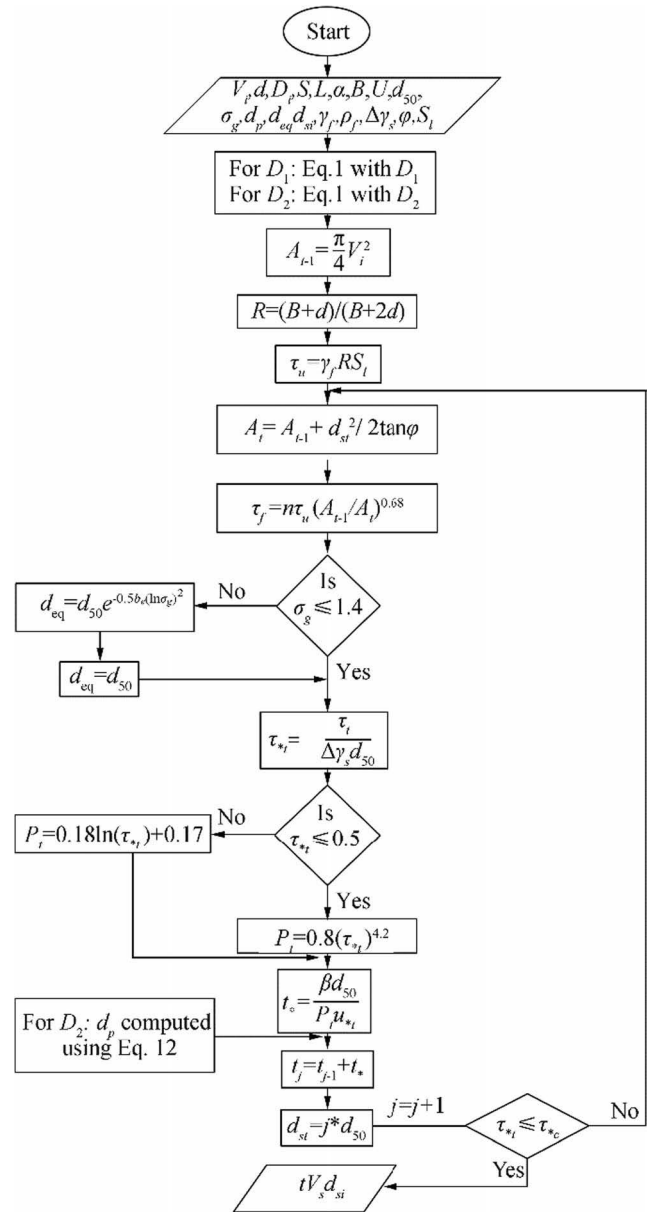 Start
V_i, d, D_i, S, L, α, B, U, d_50,
σ_g, d_p, d_eq d_si, γ_f, ρ_f, Δγ_s, φ, S_l
For D_1: Eq.1 with D_1
For D_2: Eq.1 with D_2
A_{t-1}=π/4 V_i^2
R=(B+d)/(B+2d)
τ_u=γ_f RS_l
A_t= A_{t-1}+ d_st^2/ 2tanφ
τ_f=nτ_u (A_{t-1}/A_t)^0.68
Is
σ_g ⩽ 1.4
No
d_eq=d_50 e^{-0.5b_e(lnσ_g)^2}
d_eq=d_50
Yes
τ_{*t}= τ_t/Δγ_s d_50
Is
τ_{*t} ⩽ 0.5
No
P_t=0.18ln(τ_{*t})+0.17
Yes
P_t=0.8(τ_{*t})^4.2
t_°= βd_50/P_t u_{*t}
For D_2: d_p computed
using Eq. 12
t_j=t_{j-1}+t_*
d_st=j*d_50
j=j+1
τ_{*t} ⩽ τ_{*c}
No
Yes
tV_s d_si